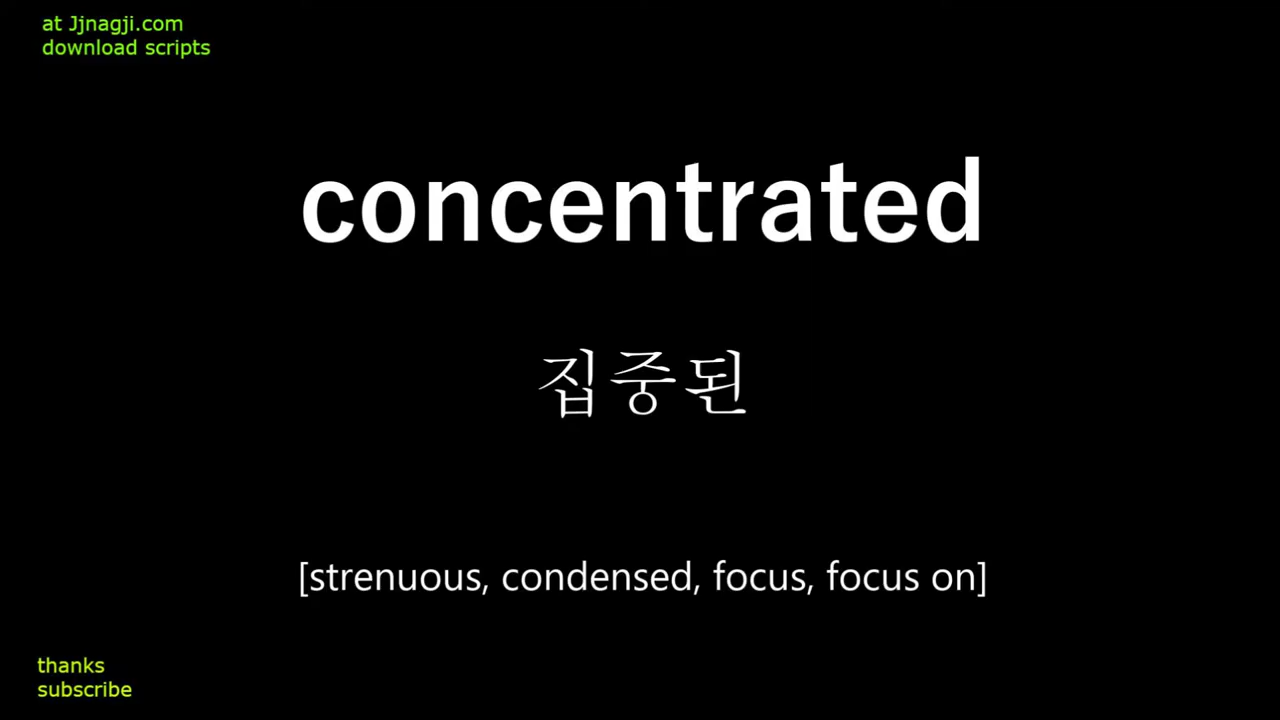 at Jjnagji.com
download scripts
concentrated
집중된
[strenuous, condensed, focus, focus on]
thanks
subscribe